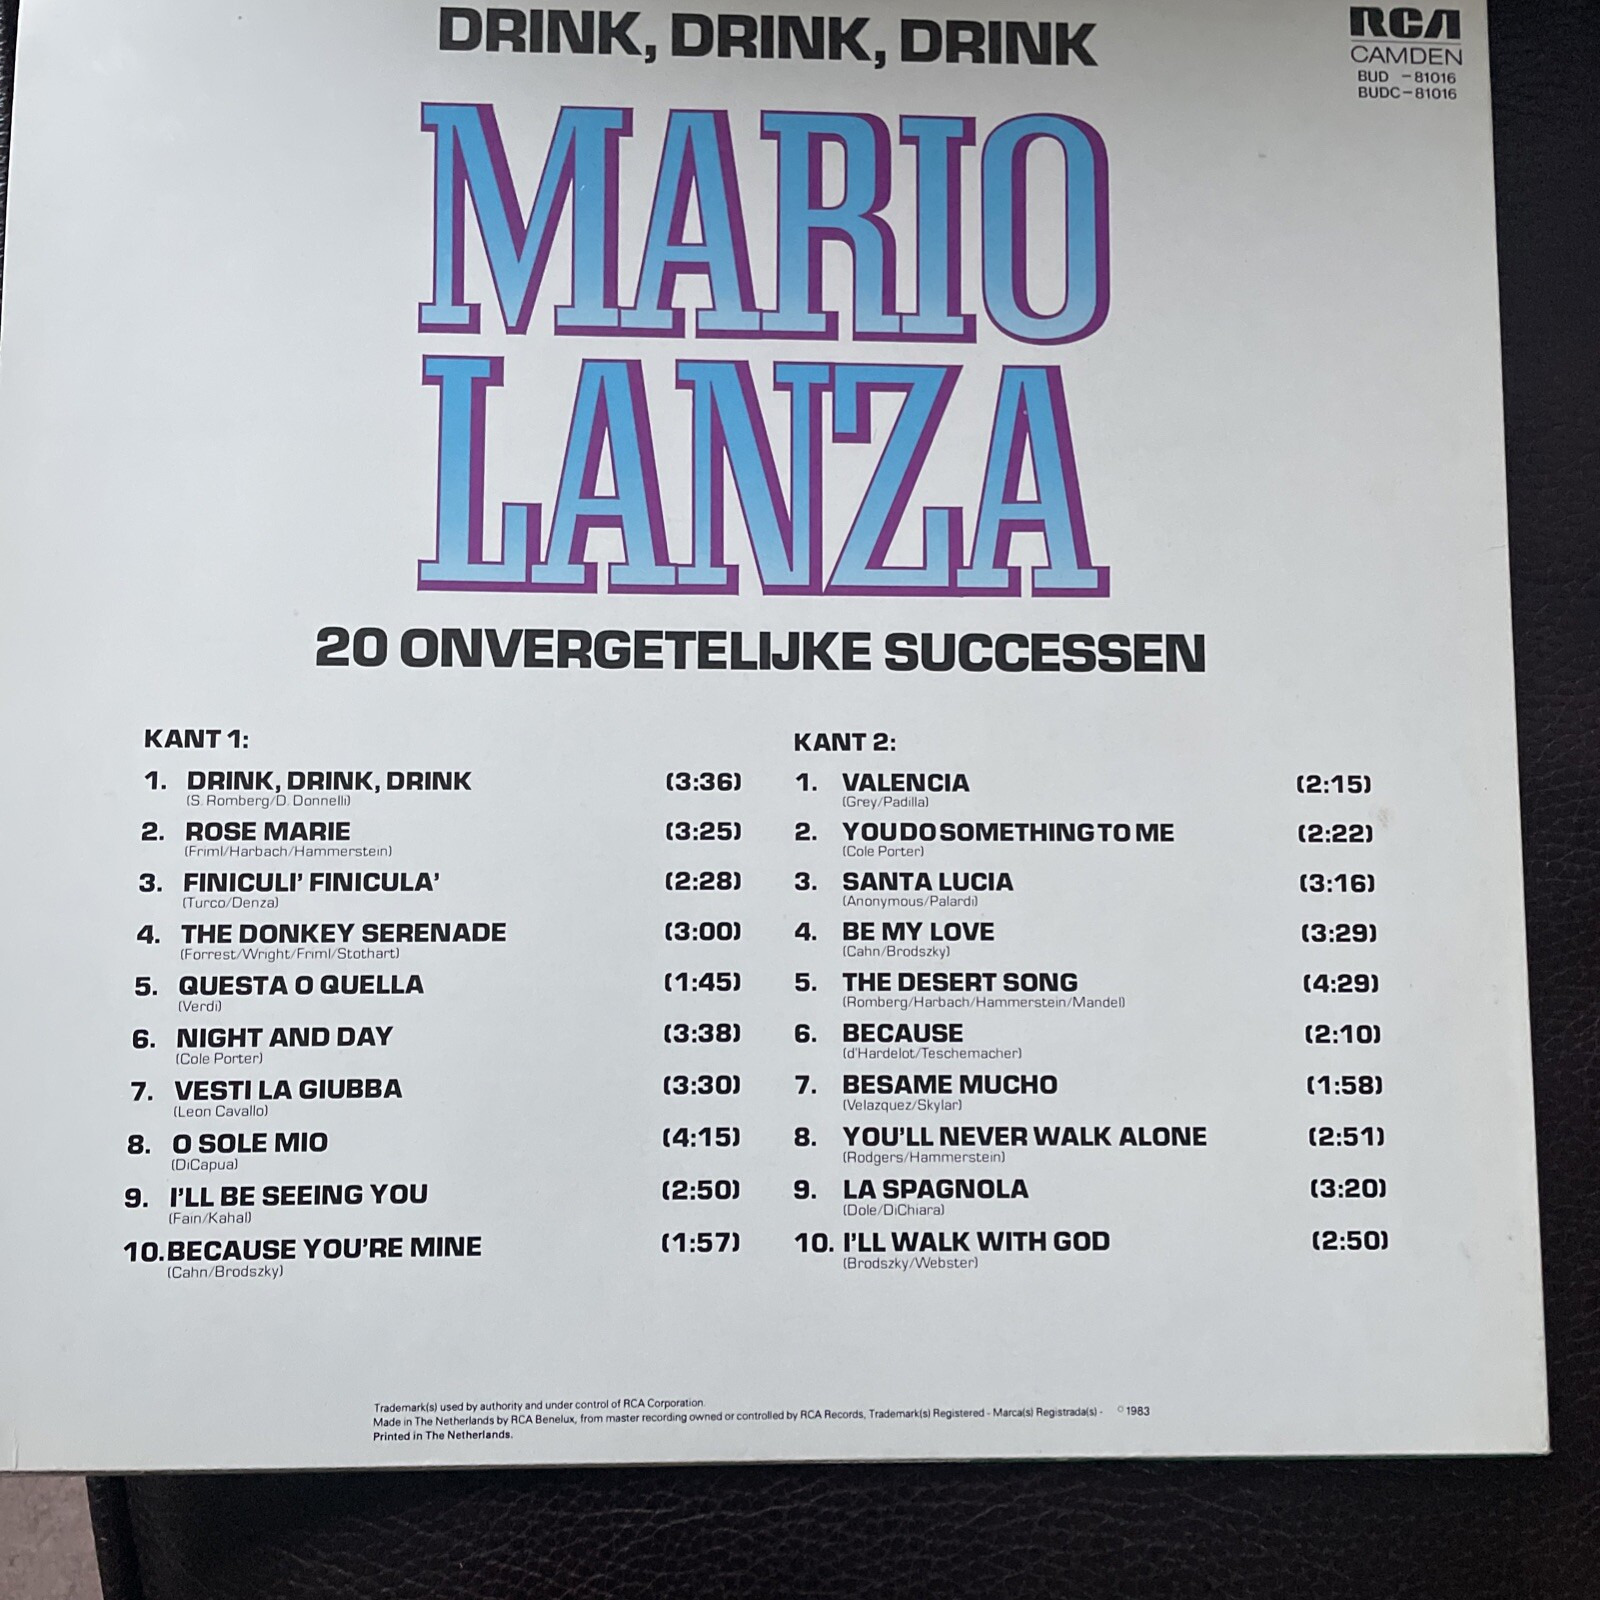 DRINK, DRINK, DRINK
RCA
CAMDEN
BUD - 81016
BUDC - 81016
MARIO
LANZA
20 ONVERGETELIJKE SUCCESSEN
KANT 1:
1. DRINK, DRINK, DRINK (3:36)
(S. Romberg/D. Donnelli)
2. ROSE MARIE (3:25)
(Friml/Harbach/Hammerstein)
3. FINICULI' FINICULA' (2:28)
(Turco/Denza)
4. THE DONKEY SERENADE (3:00)
(Forrest/Wright/Friml/Stothart)
5. QUESTA O QUELLA (1:45)
(Verdi)
6. NIGHT AND DAY (3:38)
(Cole Porter)
7. VESTI LA GIUBBA (3:30)
(Leon Cavallo)
8. O SOLE MIO (4:15)
(DiCapua)
9. I'LL BE SEEING YOU (2:50)
(Fain/Kahal)
10. BECAUSE YOU'RE MINE (1:57)
(Cahn/Brodszky)
KANT 2:
1. VALENCIA (2:15)
(Grey/Padilla)
2. YOU DO SOMETHING TO ME (2:22)
(Cole Porter)
3. SANTA LUCIA (3:16)
(Anonymous/Palardi)
4. BE MY LOVE (3:29)
(Cahn/Brodszky)
5. THE DESERT SONG (4:29)
(Romberg/Harbach/Hammerstein/Mandel)
6. BECAUSE (2:10)
(d'Hardelot/Teschemacher)
7. BESAME MUCHO (1:58)
(Velazquez/Skylar)
8. YOU'LL NEVER WALK ALONE (2:51)
(Rodgers/Hammerstein)
9. LA SPAGNOLA (3:20)
(Dole/DiChiara)
10. I'LL WALK WITH GOD (2:50)
(Brodszky/Webster)
Trademark(s) used by authority and under control of RCA Corporation.
Made in The Netherlands by RCA Benelux, from master recording owned or controlled by RCA Records, Trademark(s) Registered - Marca(s) Registrada(s) - © 1983
Printed in The Netherlands.